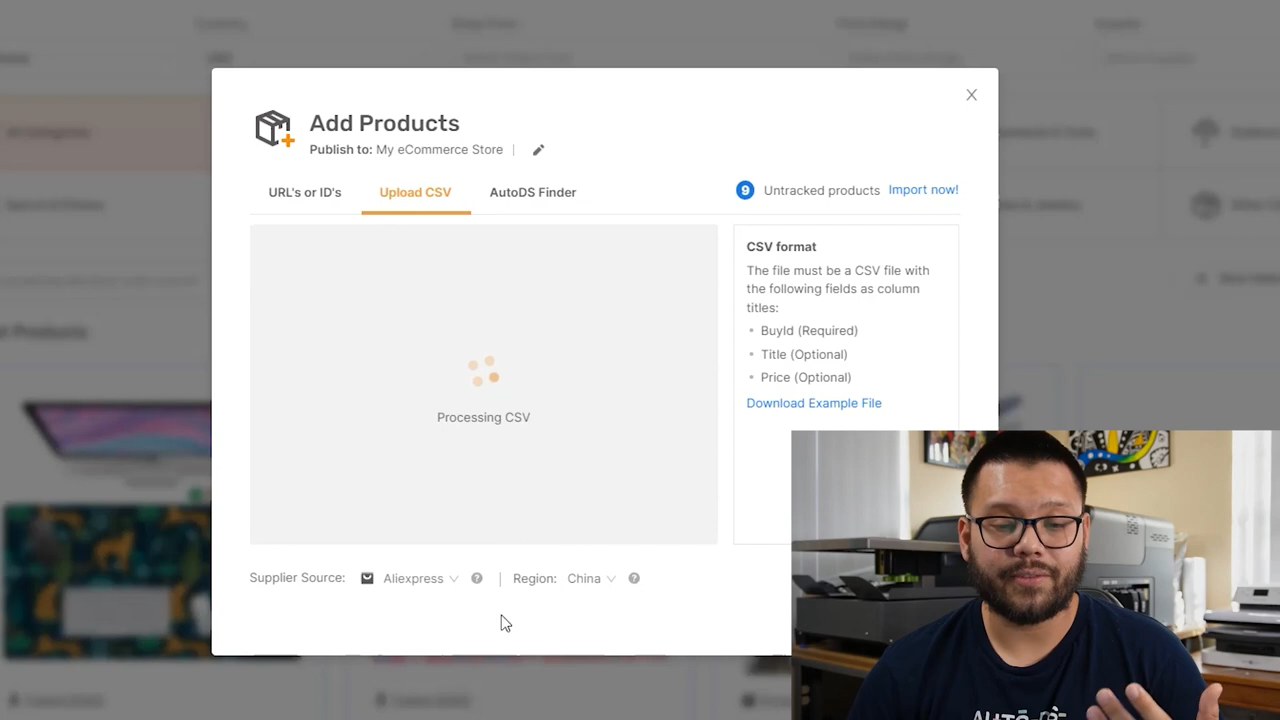 Add Products
Publish to: My eCommerce Store |
URL's or ID's
Upload CSV
AutoDS Finder
9 Untracked products Import now!
CSV format
The file must be a CSV file with
the following fields as column
titles:
• BuyId (Required)
• Title (Optional)
• Price (Optional)
Download Example File
Processing CSV
Supplier Source: Aliexpress ? | Region: China ?